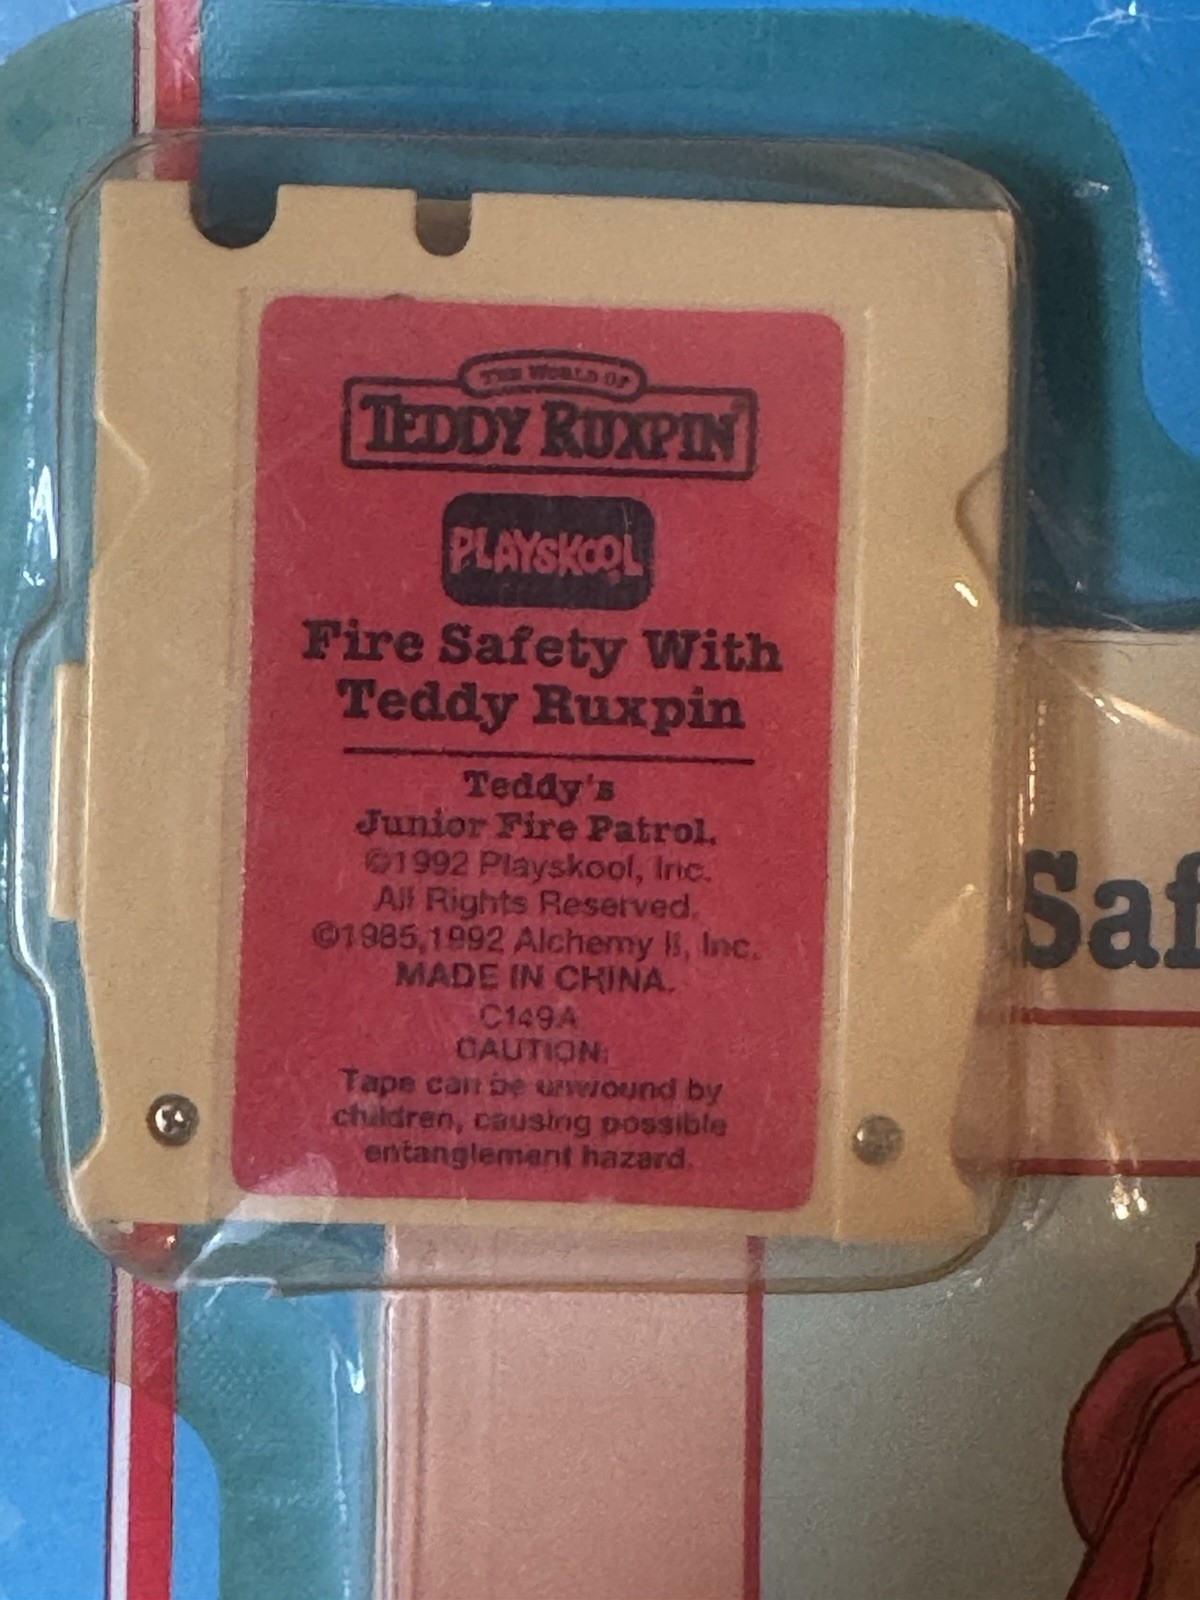 THE WORLD OF
TEDDY RUXPIN®
PLAYSKOOL
Fire Safety With
Teddy Ruxpin
Teddy's
Junior Fire Patrol.
©1992 Playskool, Inc.
All Rights Reserved.
©1985,1992 Alchemy II, Inc.
MADE IN CHINA.
C149A
CAUTION:
Tape can be unwound by
children, causing possible
entanglement hazard.
Saf